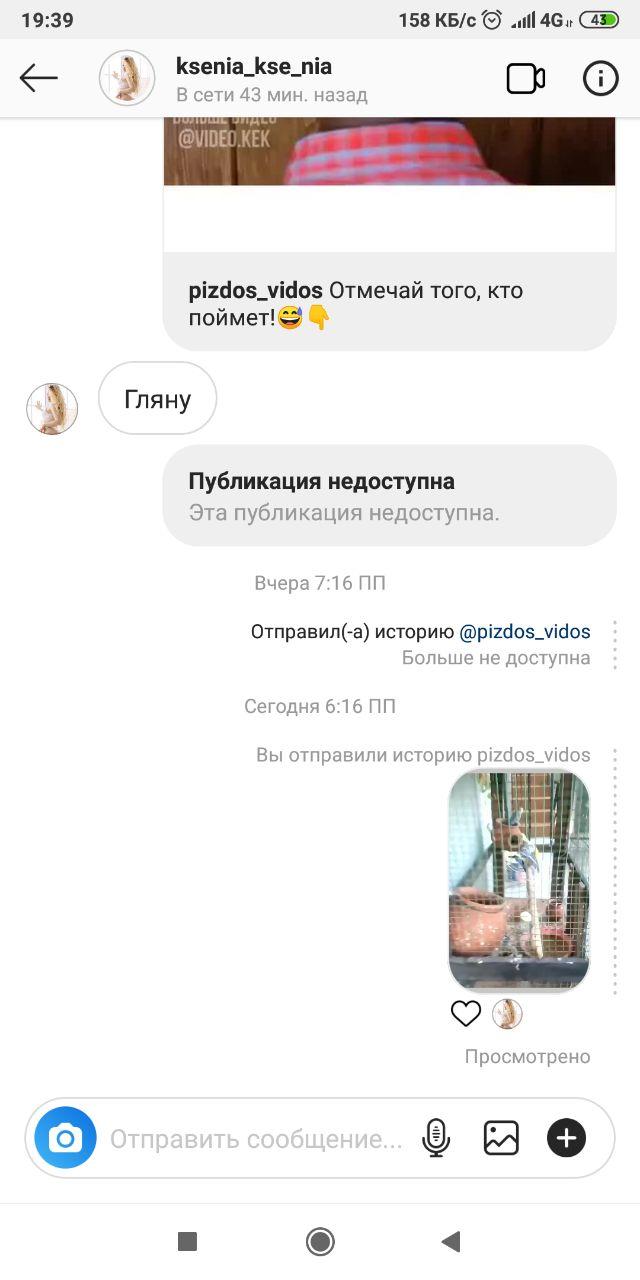 19:39
158 КБ/с 4G 43
ksenia_kse_nia
В сети 43 мин. назад
БОЛЬШЕ ВИДЕО
@VIDEO.KEK
pizdos_vidos Отмечай того, кто
поймет!😅👇
Гляну
Публикация недоступна
Эта публикация недоступна.
Вчера 7:16 ПП
Отправил(-а) историю @pizdos_vidos
Больше не доступна
Сегодня 6:16 ПП
Вы отправили историю pizdos_vidos
Просмотрено
Отправить сообщение...